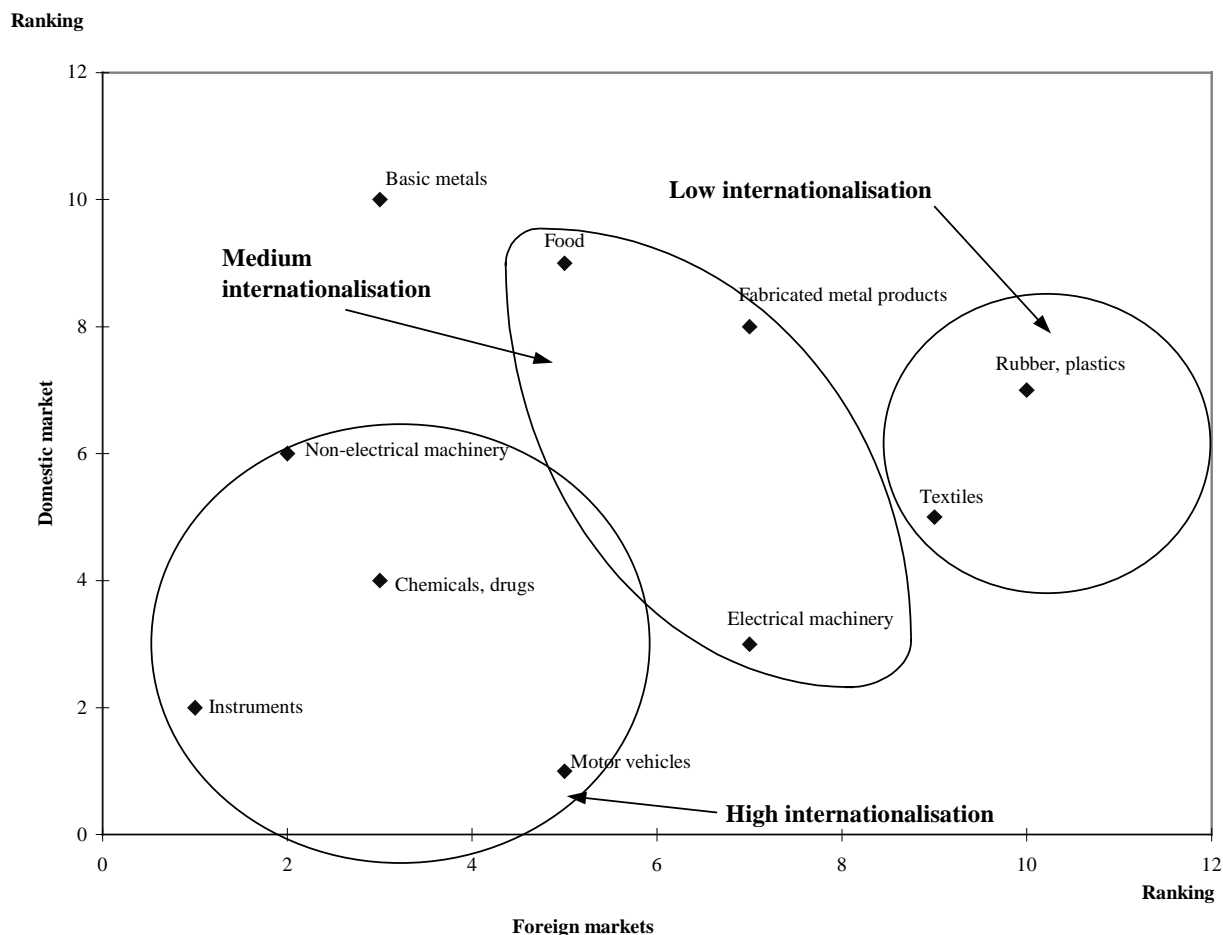 Ranking
12
Basic metals
10
Low internationalisation
Food
Medium
internationalisation
Fabricated metal products
8
Rubber, plastics
Domestic market
6
Non-electrical machinery
Textiles
4
Chemicals, drugs
Electrical machinery
2
Instruments
Motor vehicles
High internationalisation
0
0 2 4 6 8 10 12
Ranking
Foreign markets